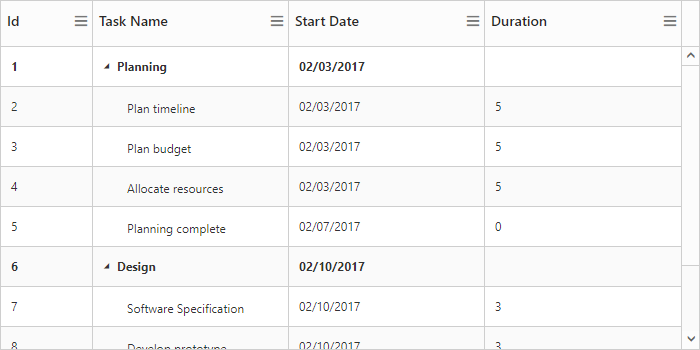 Id Task Name Start Date Duration
1 Planning 02/03/2017
2 Plan timeline 02/03/2017 5
3 Plan budget 02/03/2017 5
4 Allocate resources 02/03/2017 5
5 Planning complete 02/07/2017 0
6 Design 02/10/2017
7 Software Specification 02/10/2017 3
8 Develop prototype 02/10/2017 3